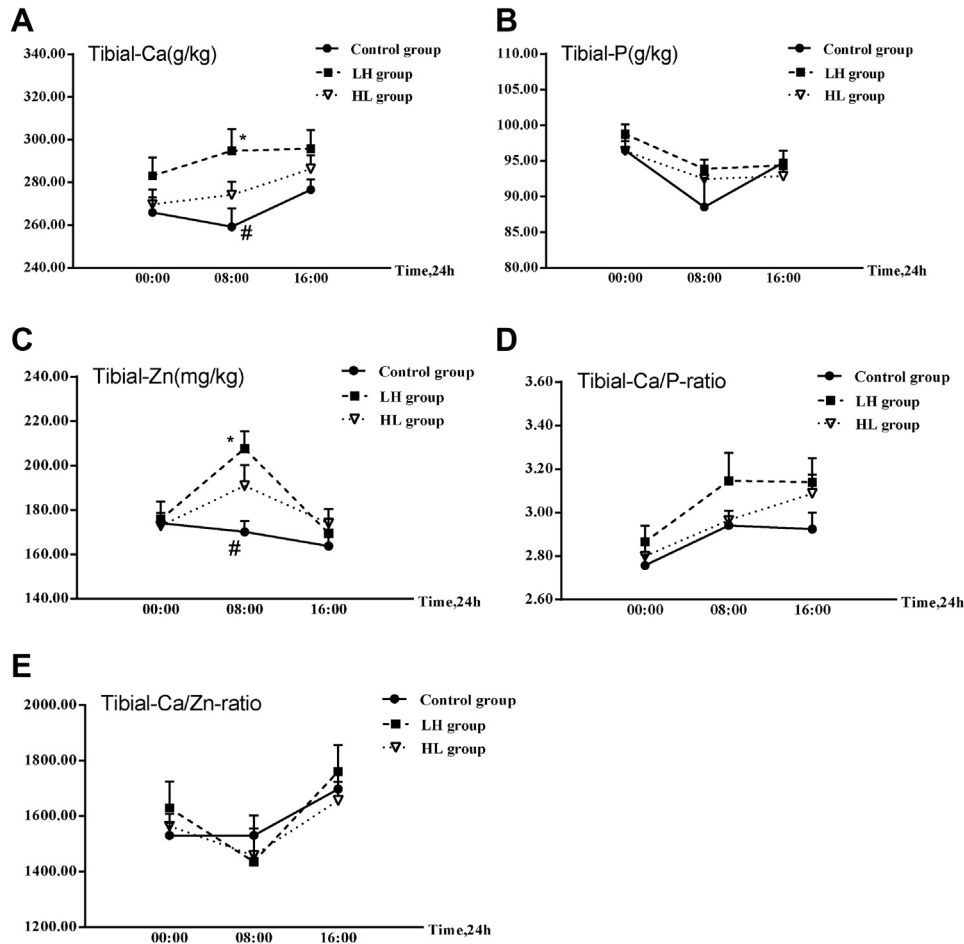 A
Tibial-Ca(g/kg)
Control group
LH group
HL group
340.00
320.00
300.00
280.00
260.00
240.00
*
#
00:00 08:00 16:00 Time,24h
B
Tibial-P(g/kg)
Control group
LH group
HL group
110.00
105.00
100.00
95.00
90.00
85.00
80.00
00:00 08:00 16:00 Time,24h
C
Tibial-Zn(mg/kg)
Control group
LH group
HL group
240.00
220.00
200.00
180.00
160.00
140.00
*
#
00:00 08:00 16:00 Time,24h
D
Tibial-Ca/P-ratio
Control group
LH group
HL group
3.60
3.40
3.20
3.00
2.80
2.60
00:00 08:00 16:00 Time,24h
E
Tibial-Ca/Zn-ratio
Control group
LH group
HL group
2000.00
1800.00
1600.00
1400.00
1200.00
00:00 08:00 16:00 Time,24h